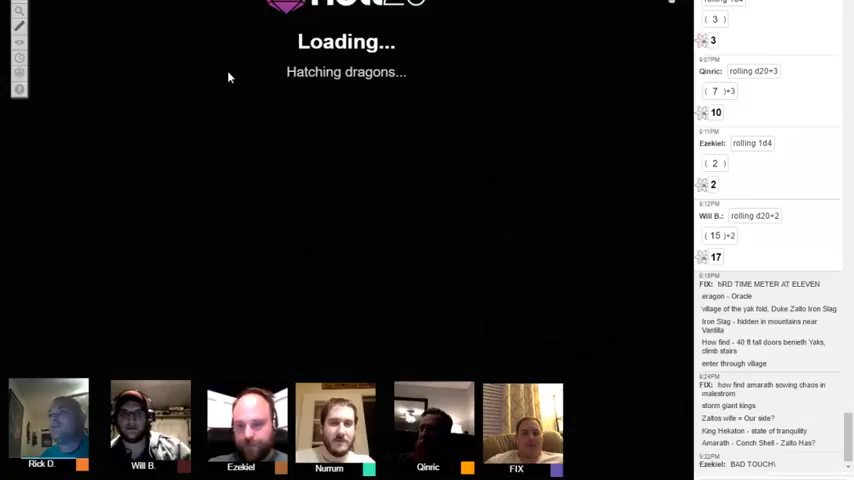 Loading...
Hatching dragons...
( 3 )
3
9:07PM
Qinric: rolling d20+3
( 7 )+3
10
9:11PM
Ezekiel: rolling 1d4
( 2 )
2
9:12PM
Will B.: rolling d20+2
( 15 )+2
17
FIX: hRD TIME METER AT ELEVEN
eragon - Oracle
village of the yak fold. Duke Zalto Iron Slag
Iron Slag - hidden in mountains near
Vantilla
How find - 40 ft tall doors benieth Yaks,
climb stairs
enter through village
9:24PM
FIX: how find amarath sowing chaos in
malestrom
storm giant kings
Zaltos wife = Our side?
King Hekaton - state of tranquility
Amarath - Conch Shell - Zalto Has?
9:32PM
Ezekiel: BAD TOUCH\
Rick D.
Will B.
Ezekiel
Nurrum
Qinric
FIX